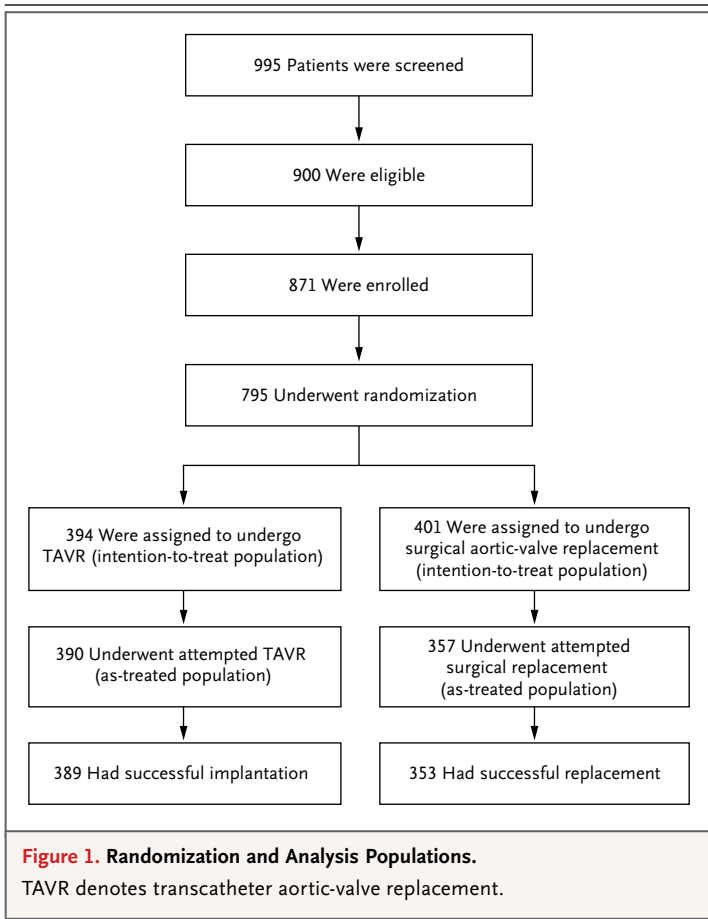 995 Patients were screened
900 Were eligible
871 Were enrolled
795 Underwent randomization
394 Were assigned to undergo
TAVR (intention-to-treat population)
401 Were assigned to undergo
surgical aortic-valve replacement
(intention-to-treat population)
390 Underwent attempted TAVR
(as-treated population)
357 Underwent attempted
surgical replacement
(as-treated population)
389 Had successful implantation
353 Had successful replacement
Figure 1. Randomization and Analysis Populations.
TAVR denotes transcatheter aortic-valve replacement.